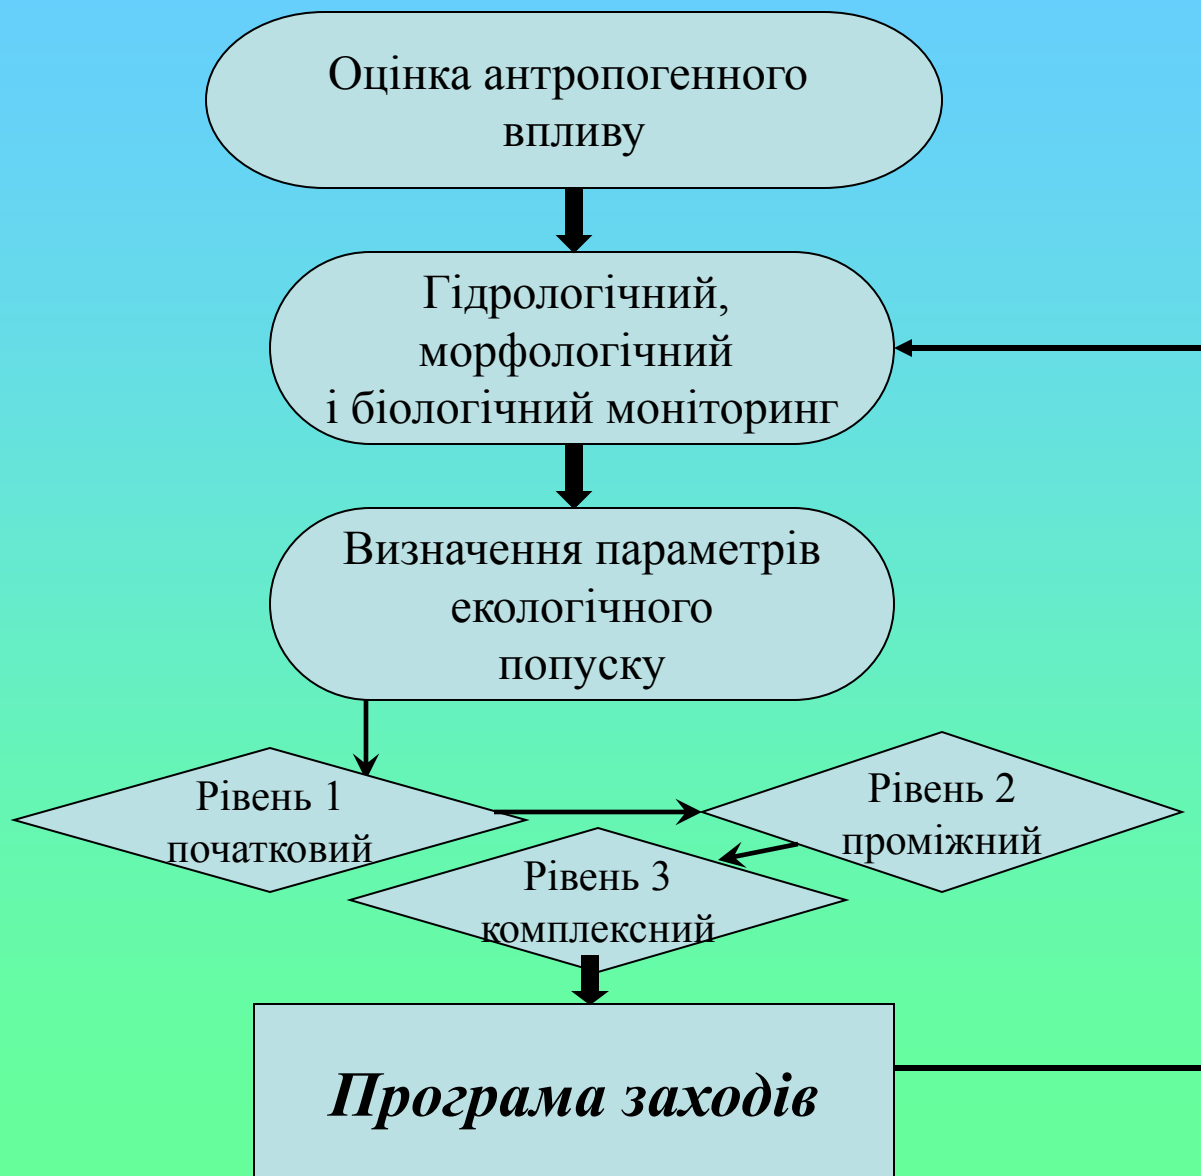 Оцінка антропогенного
впливу
Гідрологічний,
морфологічний
і біологічний моніторинг
Визначення параметрів
екологічного
попуску
Рівень 1
початковий
Рівень 2
проміжний
Рівень 3
комплексний
Програма заходів